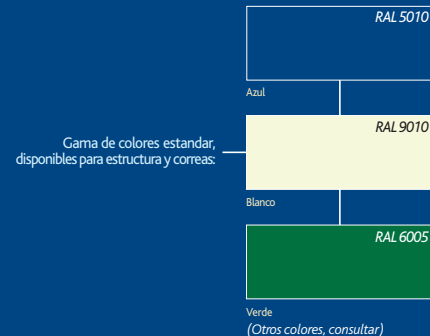 Gama de colores estandar,
disponibles para estructura y correas:
RAL 5010
Azul
RAL 9010
Blanco
RAL 6005
Verde
(Otros colores, consultar)